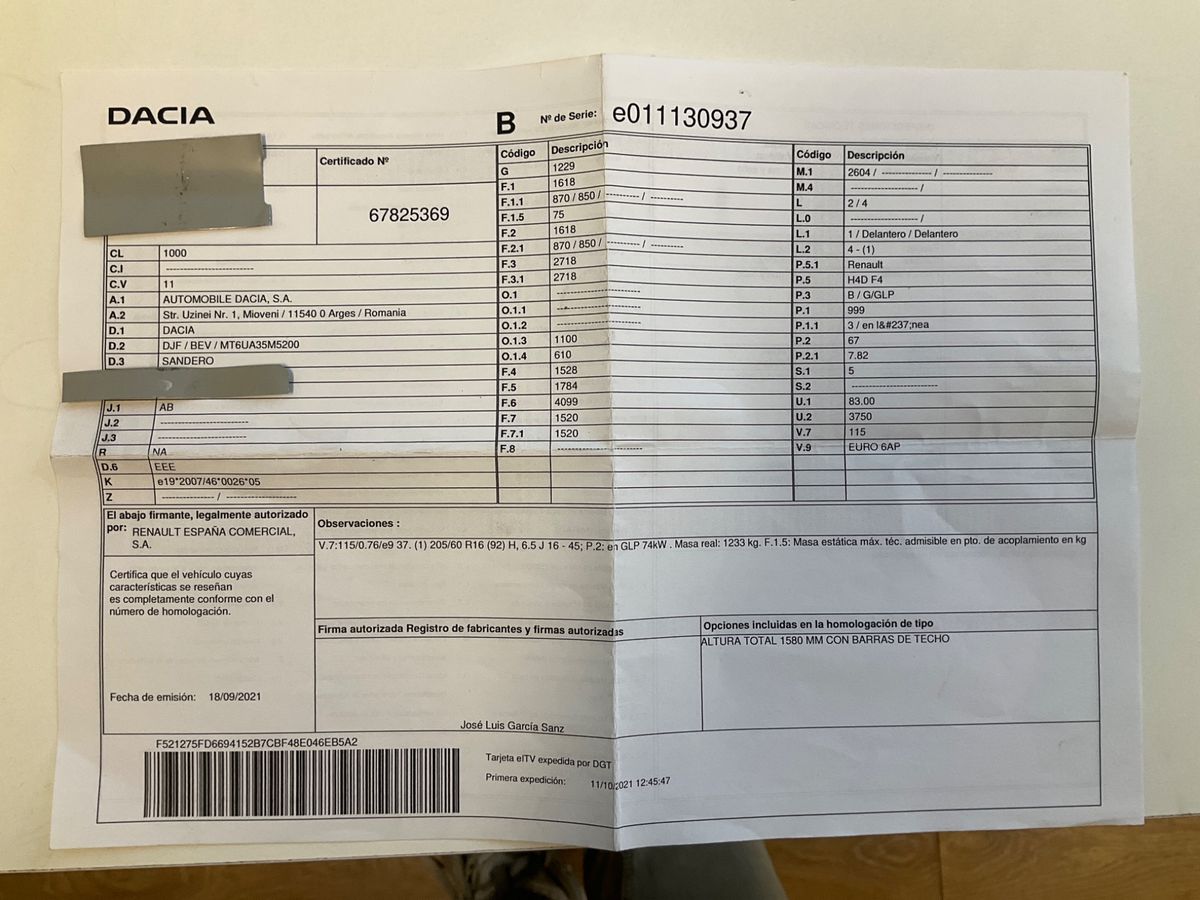 DACIA
B Nº de Serie: e011130937
Certificado Nº
67825369
CL 1000
C.I ------------------------
C.V 11
A.1 AUTOMOBILE DACIA, S.A.
A.2 Str. Uzinei Nr. 1, Mioveni / 11540 0 Arges / Romania
D.1 DACIA
D.2 DJF / BEV / MT6UA35M5200
D.3 SANDERO
J.1 AB
J.2 ------------------------
J.3 ------------------------
R NA
D.6 EEE
K e19*2007/46*0026*05
Z -------------- / -------------------
Código Descripción
G 1229
F.1 1618
F.1.1 870 / 850 / --------- / ---------
F.1.5 75
F.2 1618
F.2.1 870 / 850 / --------- / ---------
F.3 2718
F.3.1 2718
O.1 ------------------------
O.1.1 ------------------------
O.1.2 ------------------------
O.1.3 1100
O.1.4 610
F.4 1528
F.5 1784
F.6 4099
F.7 1520
F.7.1 1520
F.8 ------------------------
Código Descripción
M.1 2604 / -------------- / --------------
M.4 ------------------- /
L 2 / 4
L.0 ------------------- /
L.1 1 / Delantero / Delantero
L.2 4 - (1)
P.5.1 Renault
P.5 H4D F4
P.3 B / G/GLP
P.1 999
P.1.1 3 / en l&#237;nea
P.2 67
P.2.1 7.82
S.1 5
S.2 ------------------------
U.1 83.00
U.2 3750
V.7 115
V.9 EURO 6AP
El abajo firmante, legalmente autorizado
por: RENAULT ESPAÑA COMERCIAL,
S.A.
Certifica que el vehículo cuyas
características se reseñan
es completamente conforme con el
número de homologación.
Fecha de emisión: 18/09/2021
Observaciones :
V.7:115/0.76/e9 37. (1) 205/60 R16 (92) H, 6.5 J 16 - 45; P.2: en GLP 74kW . Masa real: 1233 kg. F.1.5: Masa estática máx. téc. admisible en pto. de acoplamiento en kg
Firma autorizada Registro de fabricantes y firmas autorizadas
José Luis García Sanz
Opciones incluidas en la homologación de tipo
ALTURA TOTAL 1580 MM CON BARRAS DE TECHO
F521275FD6694152B7CBF48E046EB5A2
Tarjeta eITV expedida por DGT
Primera expedición: 11/10/2021 12:45:47